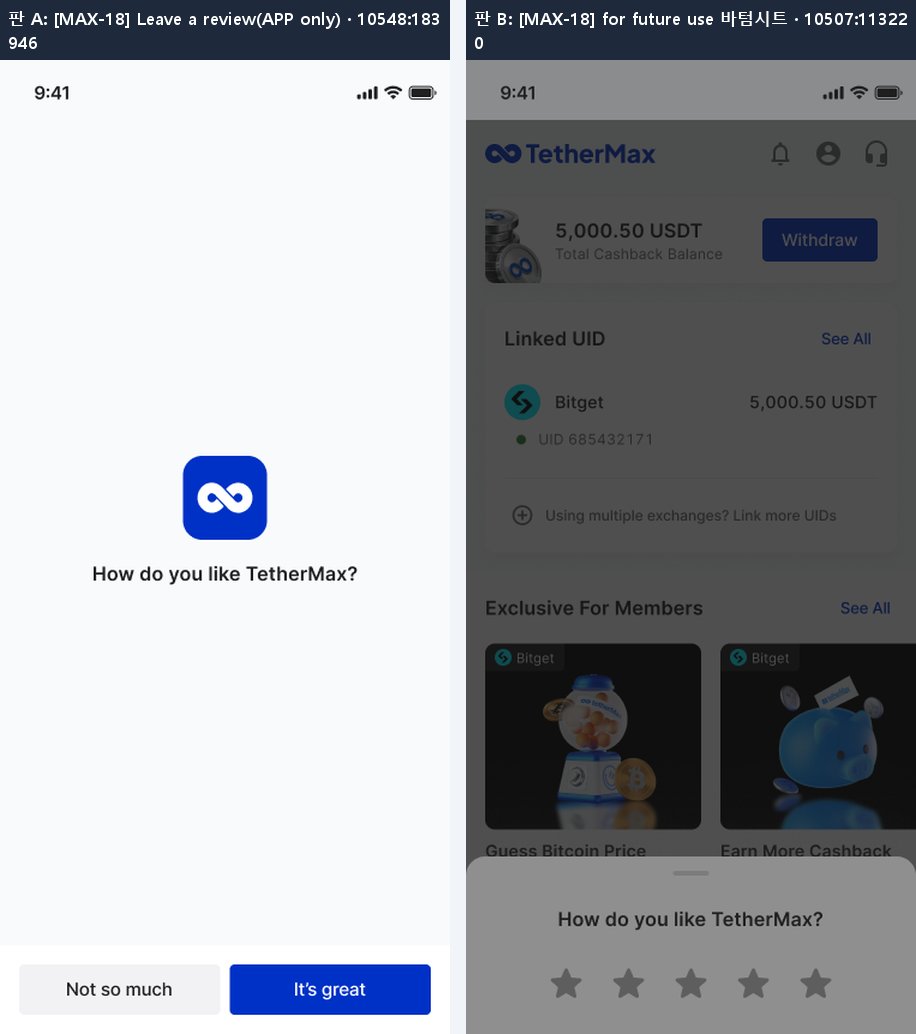 판 A: [MAX-18] Leave a review(APP only) · 10548:183
946
9:41
How do you like TetherMax?
Not so much
It's great
판 B: [MAX-18] for future use 바텀시트 · 10507:11322
0
9:41
TetherMax
5,000.50 USDT
Total Cashback Balance
Withdraw
Linked UID
See All
Bitget
5,000.50 USDT
UID 685432171
Using multiple exchanges? Link more UIDs
Exclusive For Members
See All
Bitget
Bitget
TetherMax
TetherMax
Guess Bitcoin Price
Earn More Cashback
How do you like TetherMax?